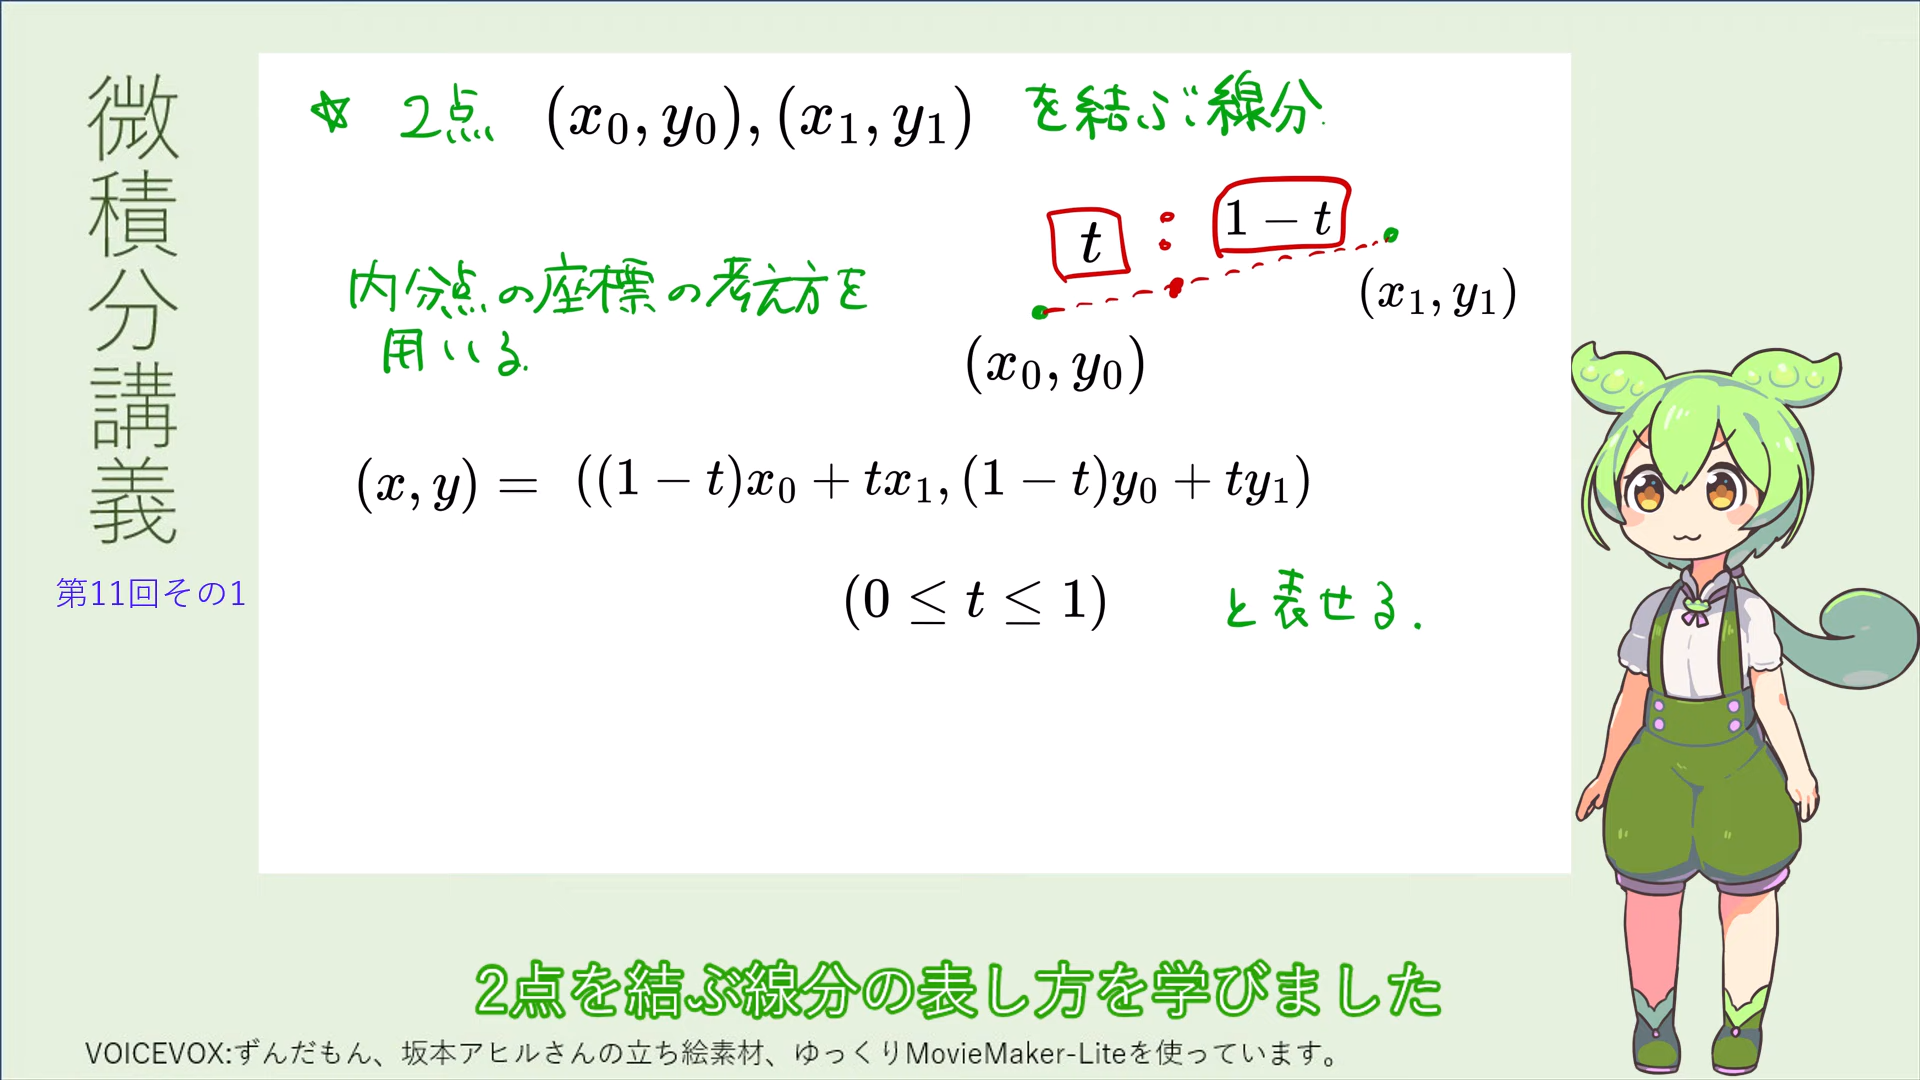 微積分講義
第11回その1
☆ 2点 (x₀, y₀), (x₁, y₁) を結ぶ線分.
t : 1 − t
(x₁, y₁)
(x₀, y₀)
内分点の座標の考え方を
用いる.
(x, y) = ((1 − t)x₀ + tx₁, (1 − t)y₀ + ty₁)
(0 ≤ t ≤ 1) と表せる.
2点を結ぶ線分の表し方を学びました
VOICEVOX:ずんだもん、坂本アヒルさんの立ち絵素材、ゆっくりMovieMaker-Liteを使っています。